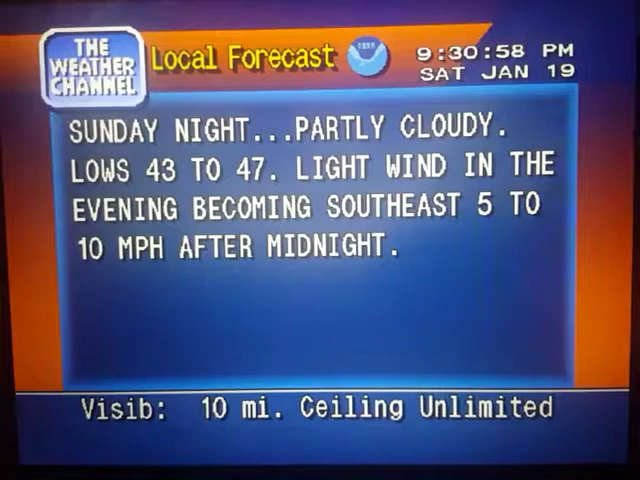 THE
WEATHER
CHANNEL
Local Forecast
NOAA
9:30:58 PM
SAT JAN 19
SUNDAY NIGHT...PARTLY CLOUDY.
LOWS 43 TO 47. LIGHT WIND IN THE
EVENING BECOMING SOUTHEAST 5 TO
10 MPH AFTER MIDNIGHT.
Visib: 10 mi. Ceiling Unlimited